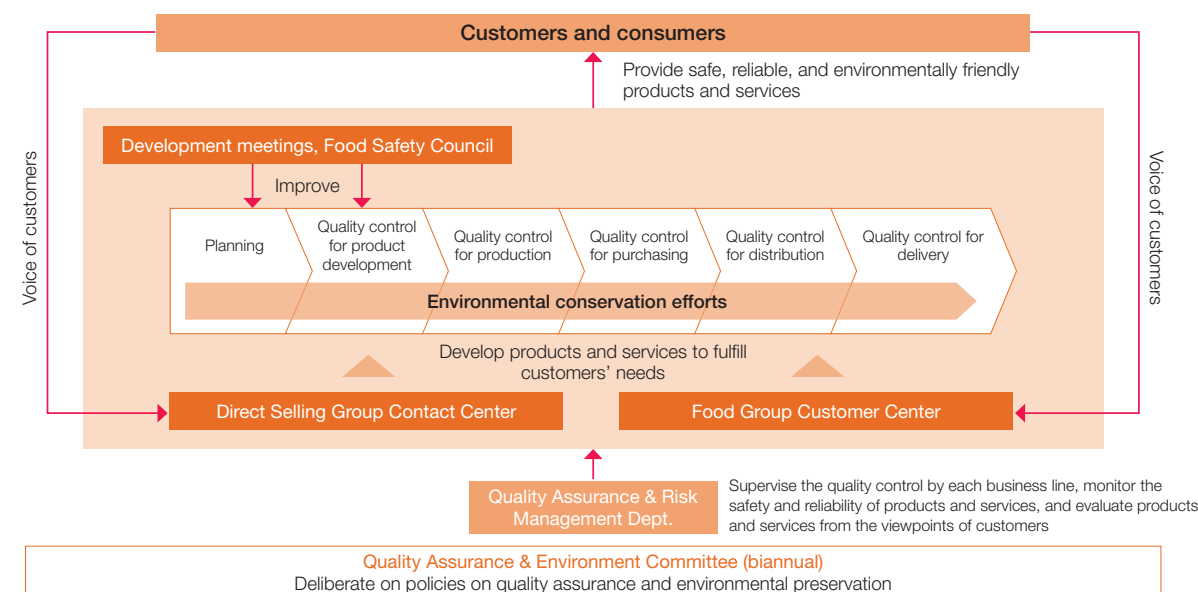 Customers and consumers
Provide safe, reliable, and environmentally friendly
products and services
Voice of customers
Voice of customers
Development meetings, Food Safety Council
Improve
Planning
Quality control
for product
development
Quality control
for production
Quality control
for purchasing
Quality control
for distribution
Quality control for
delivery
Environmental conservation efforts
Develop products and services to fulfill
customers’ needs
Direct Selling Group Contact Center
Food Group Customer Center
Quality Assurance & Risk
Management Dept.
Supervise the quality control by each business line, monitor the
safety and reliability of products and services, and evaluate products
and services from the viewpoints of customers
Quality Assurance & Environment Committee (biannual)
Deliberate on policies on quality assurance and environmental preservation